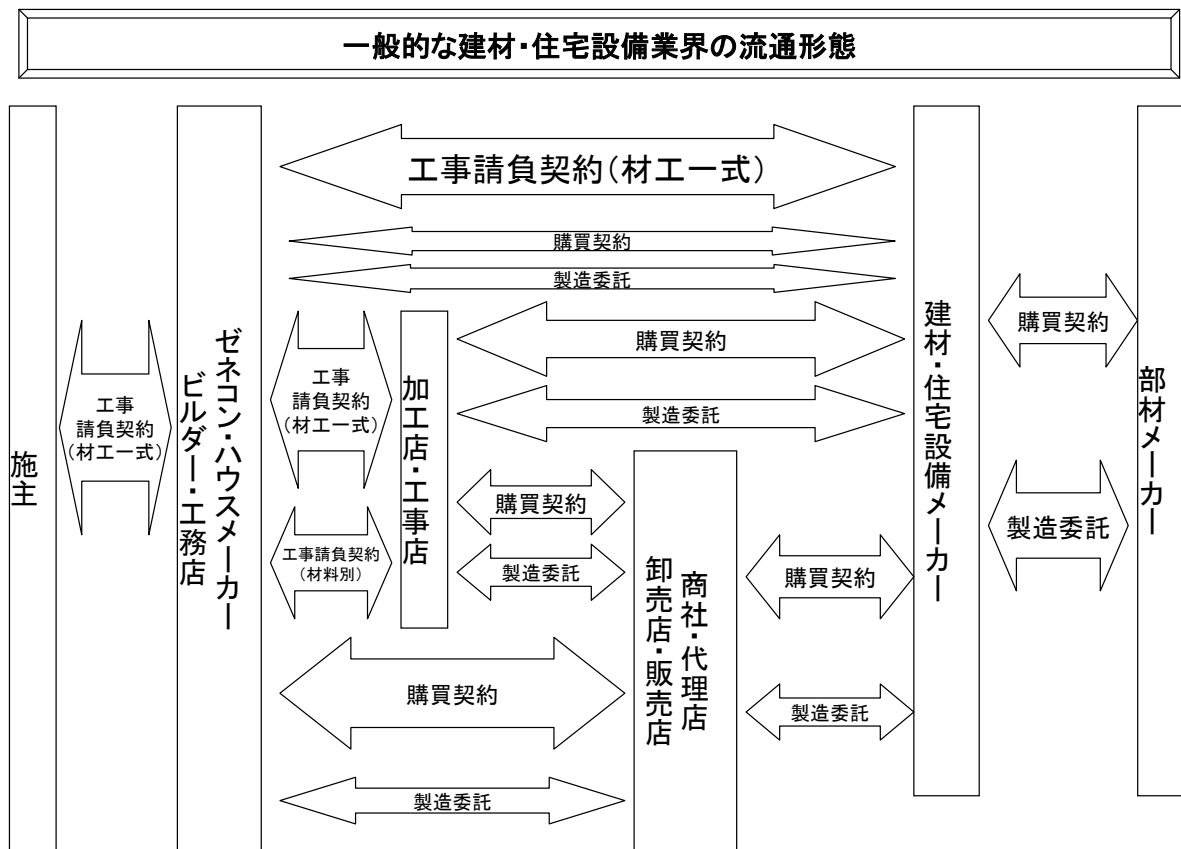 一般的な建材・住宅設備業界の流通形態
施主
工事
請負契約
(材工一式)
ゼネコン・ハウスメーカー
ビルダー・工務店
工事請負契約(材工一式)
購買契約
製造委託
工事
請負契約
(材工一式)
工事請負契約
(材料別)
加工店・工事店
購買契約
製造委託
購買契約
製造委託
購買契約
製造委託
商社・代理店
卸売店・販売店
購買契約
製造委託
建材・住宅設備メーカー
購買契約
製造委託
部材メーカー